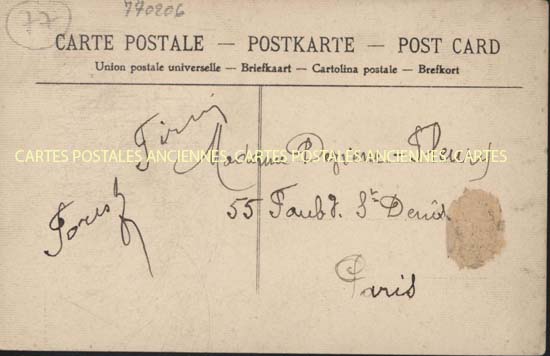 77
770206
CARTE POSTALE — POSTKARTE — POST CARD
Union postale universelle — Briefkaart — Cartolina postale — Brefkort
CARTES POSTALES ANCIENNES CARTES POSTALES ANCIENNES CARTES
Madame
55 Faubg. St Denis
Paris